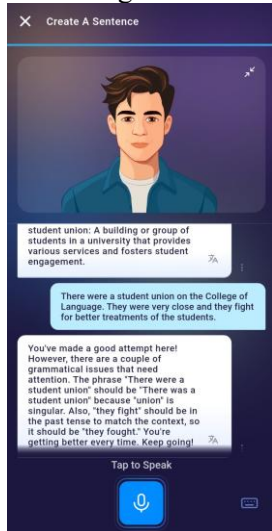 Create A Sentence
student union: A building or group of
students in a university that provides
various services and fosters student
engagement.
There were a student union on the College of
Language. They were very close and they fight
for better treatments of the students.
You've made a good attempt here!
However, there are a couple of
grammatical issues that need
attention. The phrase "There were a
student union" should be "There was a
student union" because "union" is
singular. Also, "they fight" should be in
the past tense to match the context, so
it should be "they fought." You're
getting better every time. Keep going!
Tap to Speak